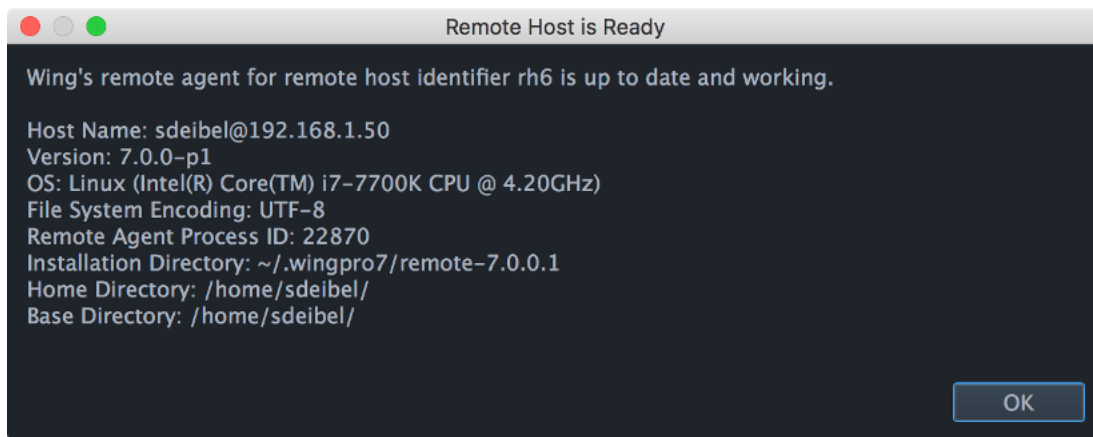 Remote Host is Ready
Wing's remote agent for remote host identifier rh6 is up to date and working.
Host Name: sdeibel@192.168.1.50
Version: 7.0.0-p1
OS: Linux (Intel(R) Core(TM) i7-7700K CPU @ 4.20GHz)
File System Encoding: UTF-8
Remote Agent Process ID: 22870
Installation Directory: ~/.wingpro7/remote-7.0.0.1
Home Directory: /home/sdeibel/
Base Directory: /home/sdeibel/
OK